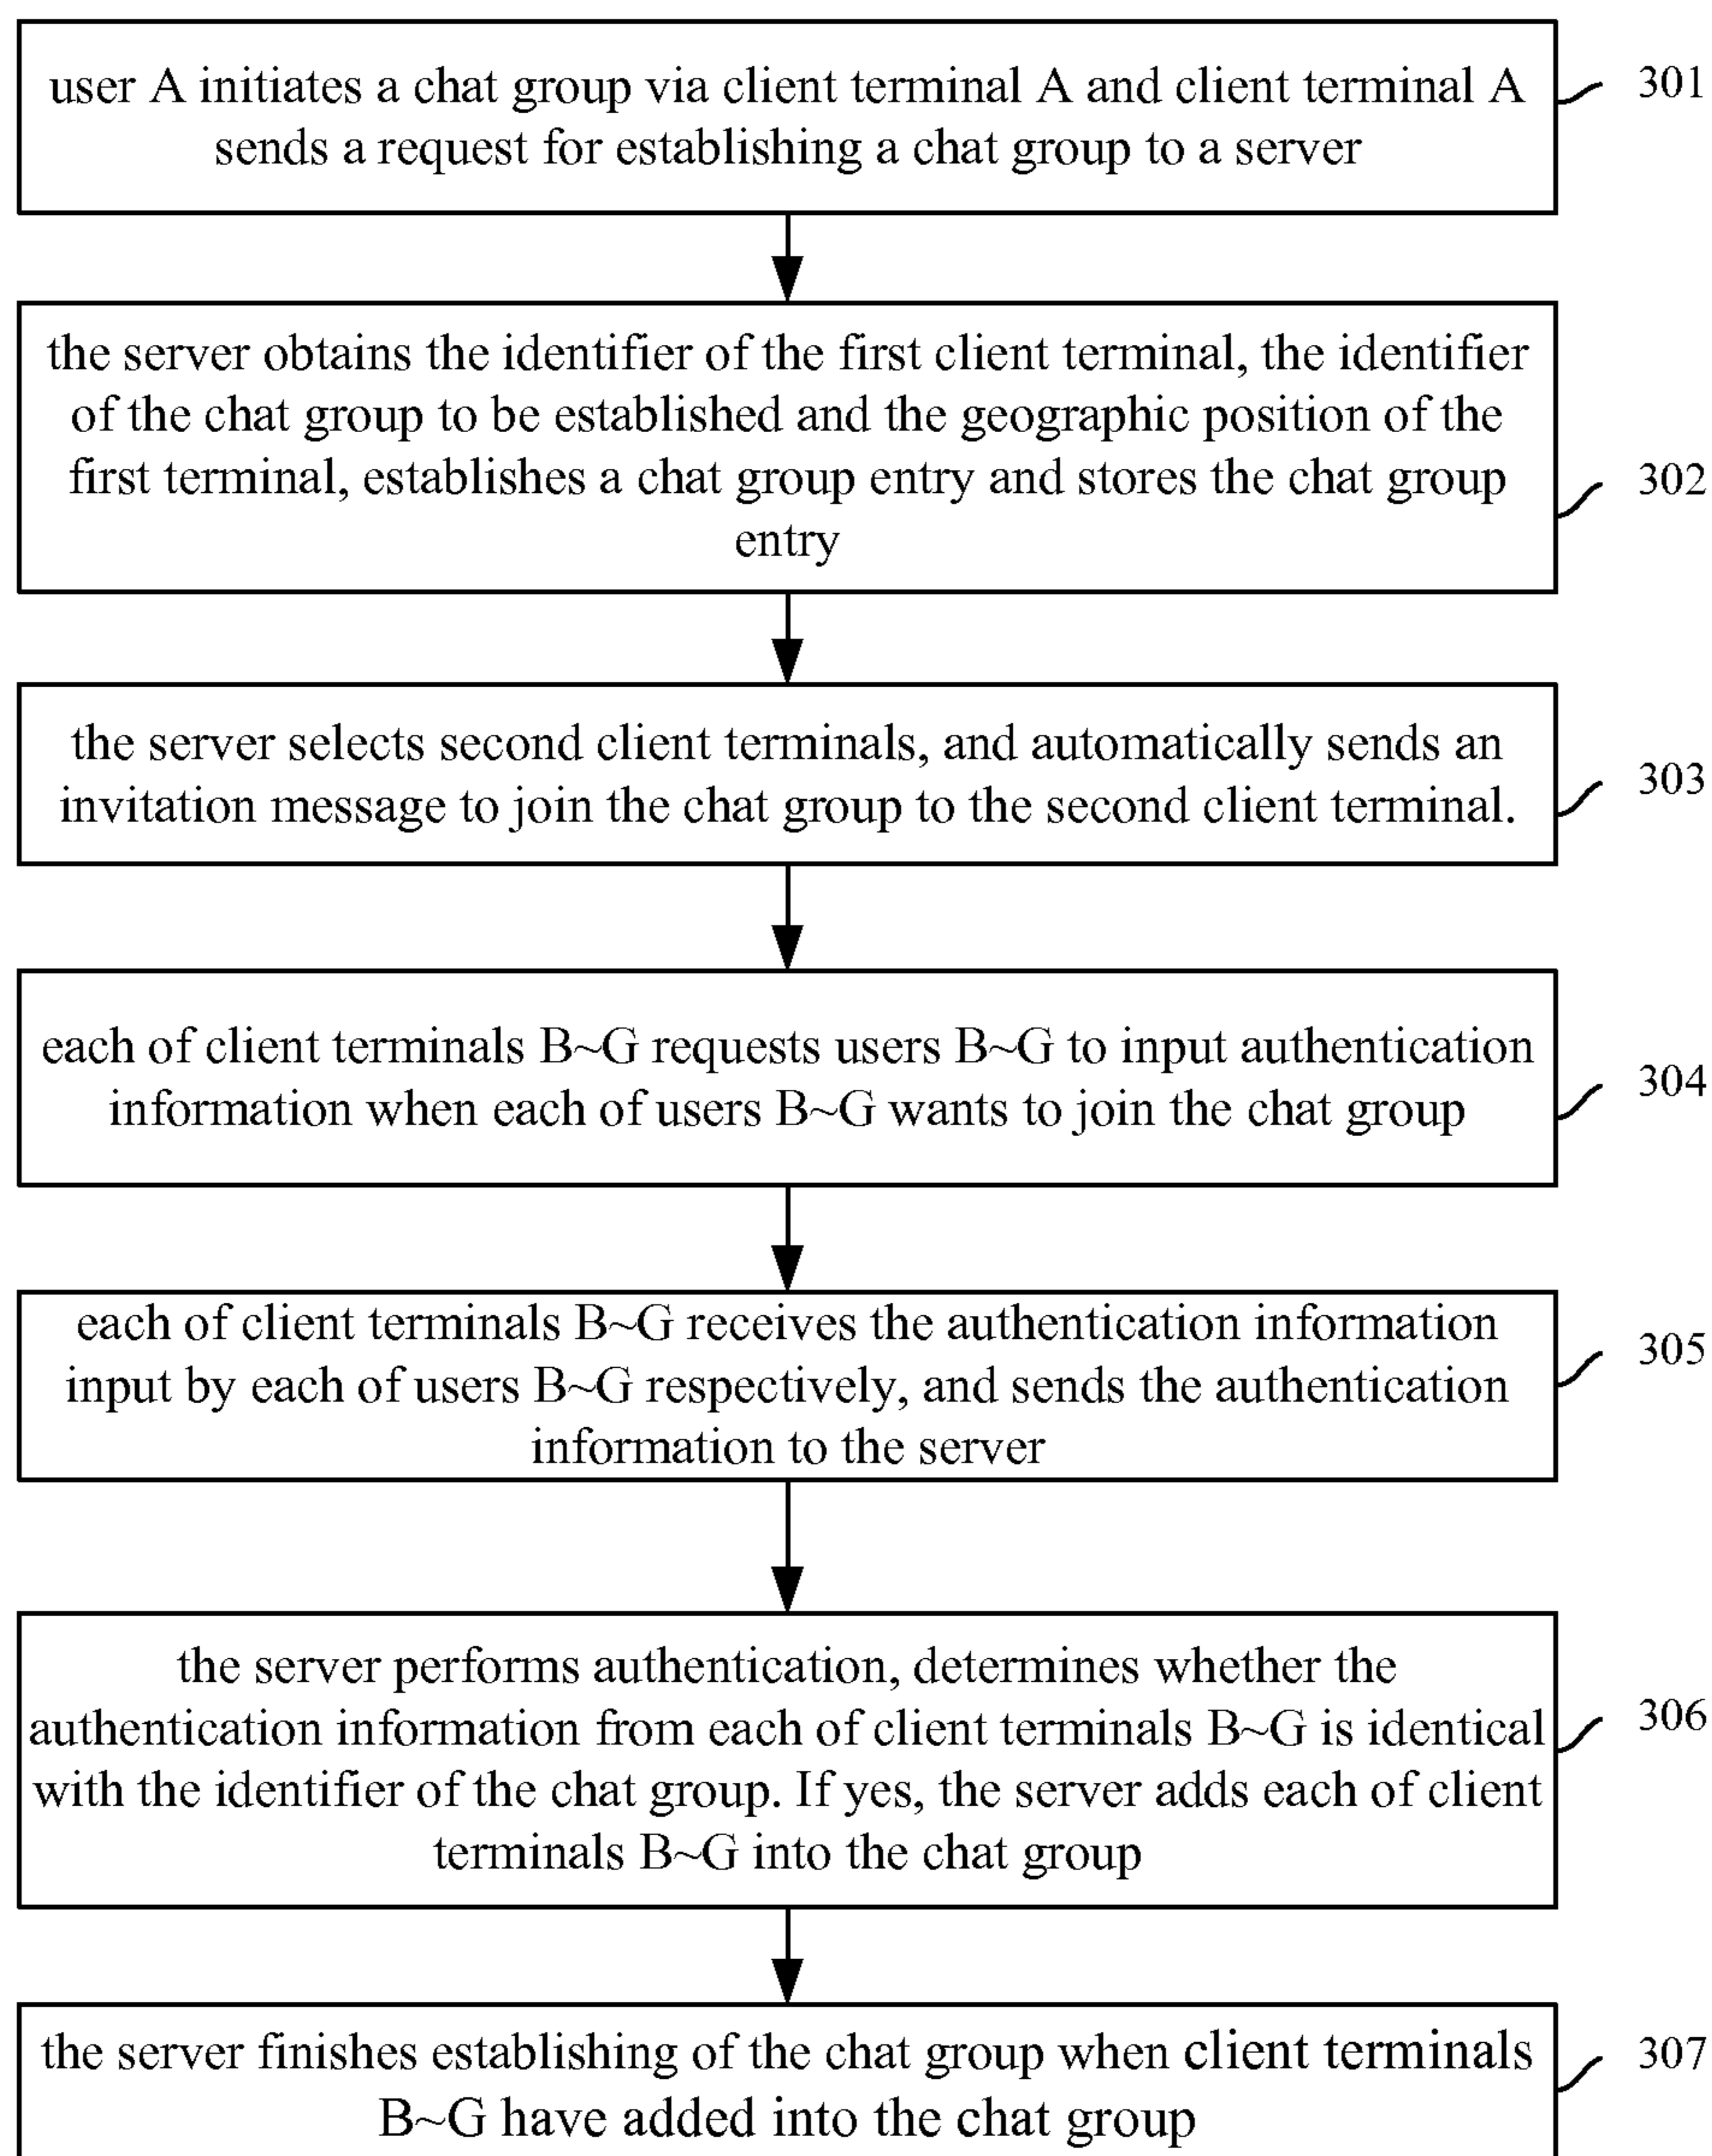 user A initiates a chat group via client terminal A and client terminal A
sends a request for establishing a chat group to a server
301
the server obtains the identifier of the first client terminal, the identifier
of the chat group to be established and the geographic position of the
first terminal, establishes a chat group entry and stores the chat group
entry
302
the server selects second client terminals, and automatically sends an
invitation message to join the chat group to the second client terminal.
303
each of client terminals B~G requests users B~G to input authentication
information when each of users B~G wants to join the chat group
304
each of client terminals B~G receives the authentication information
input by each of users B~G respectively, and sends the authentication
information to the server
305
the server performs authentication, determines whether the
authentication information from each of client terminals B~G is identical
with the identifier of the chat group. If yes, the server adds each of client
terminals B~G into the chat group
306
the server finishes establishing of the chat group when client terminals
B~G have added into the chat group
307